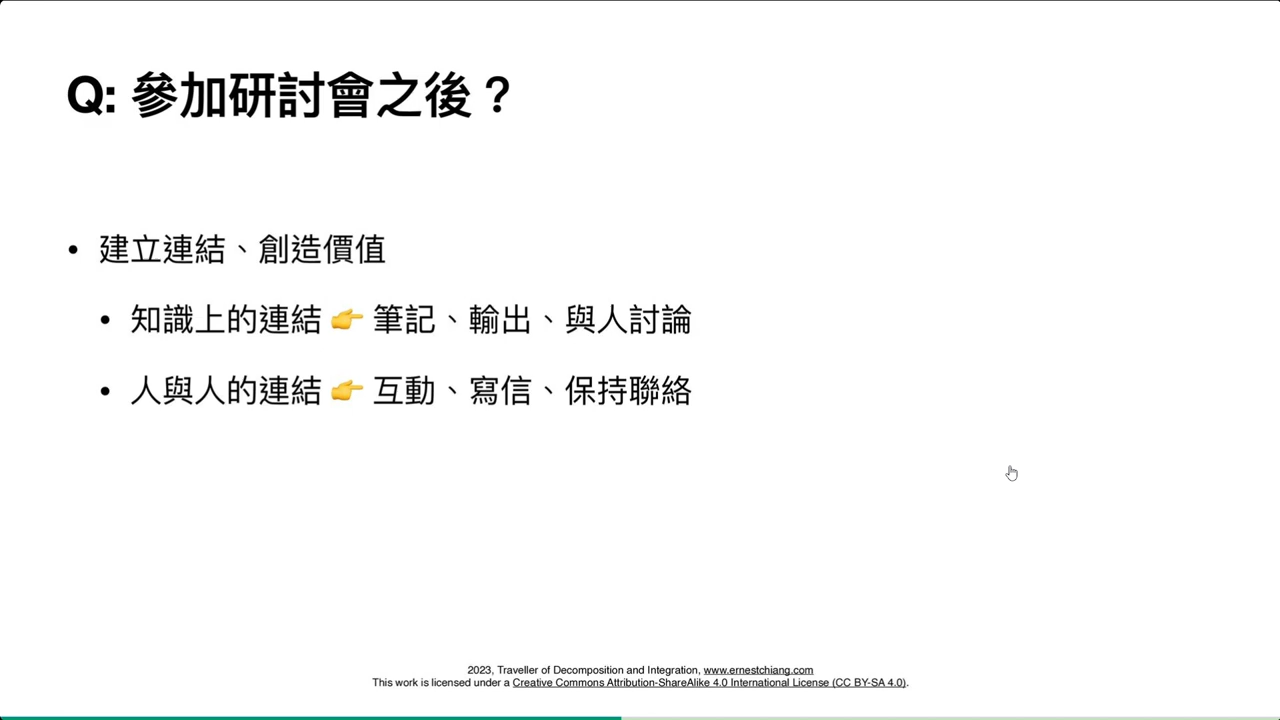 Q: 參加研討會之後？
• 建立連結、創造價值
• 知識上的連結 👉 筆記、輸出、與人討論
• 人與人的連結 👉 互動、寫信、保持聯絡
2023, Traveller of Decomposition and Integration, www.ernestchiang.com
This work is licensed under a Creative Commons Attribution-ShareAlike 4.0 International License (CC BY-SA 4.0).